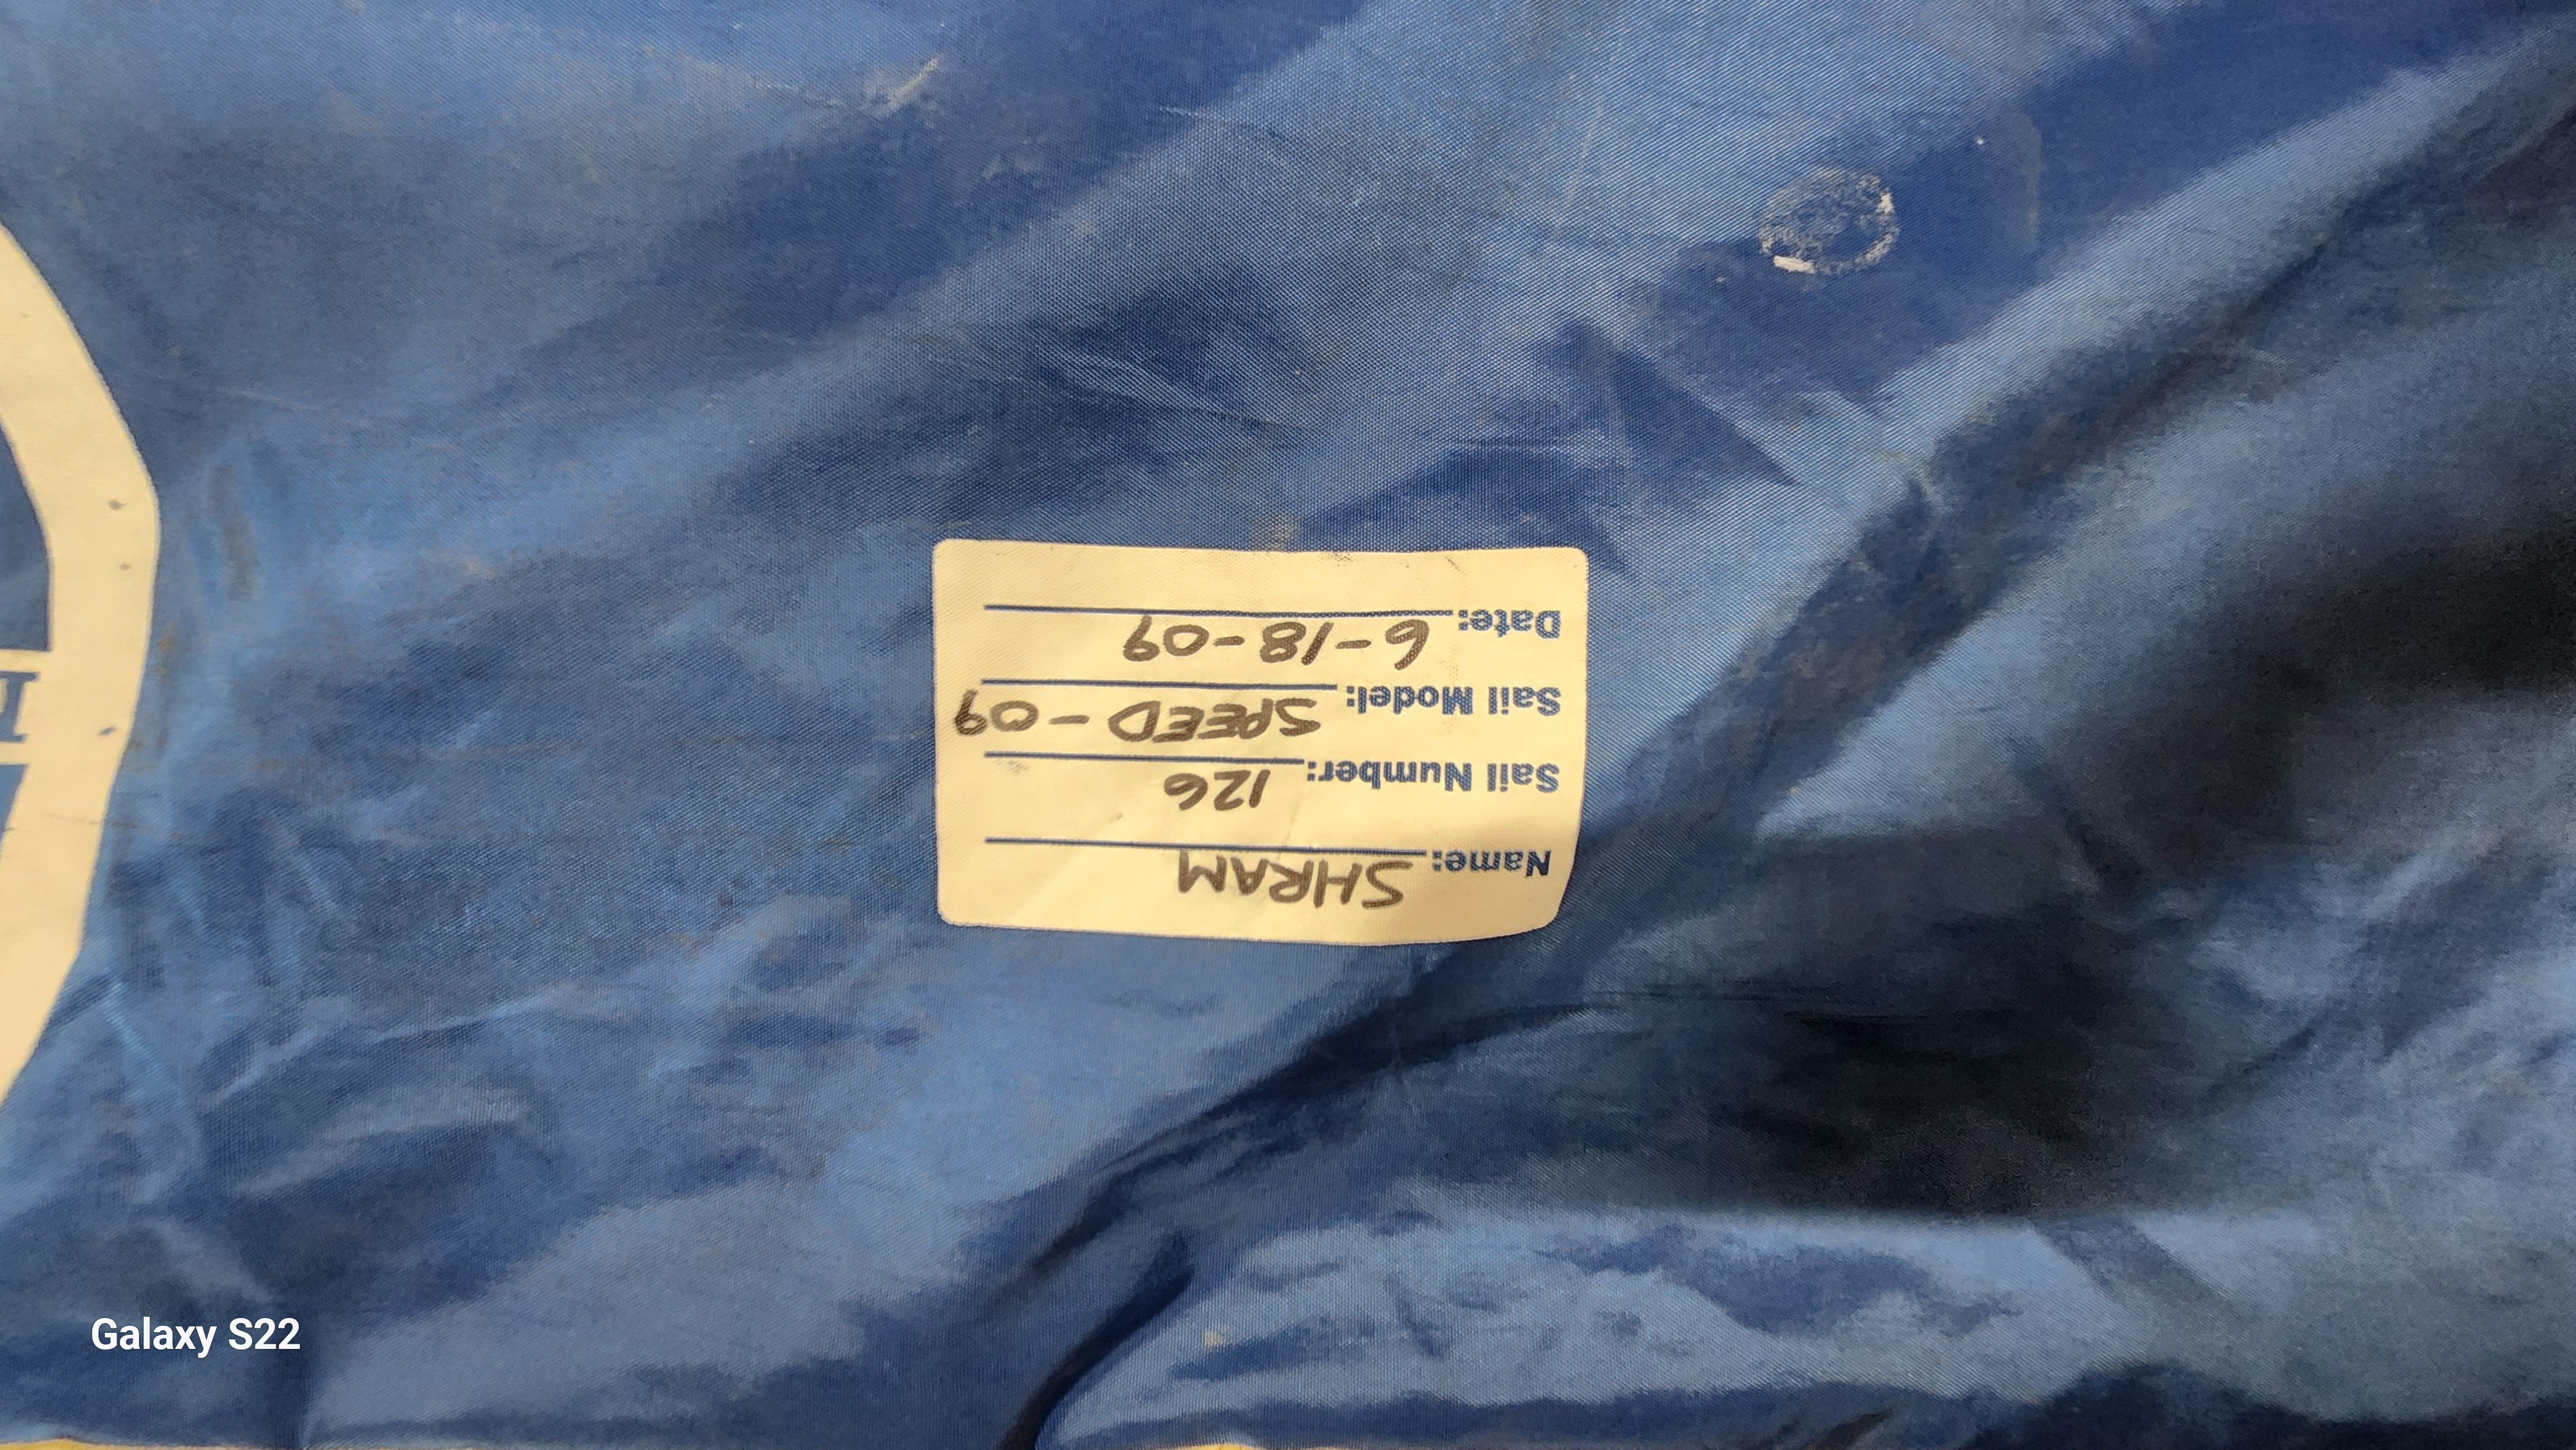 Name: SHRAM
Sail Number: 126
Sail Model: SPEED-09
Date: 6-18-09
Galaxy S22